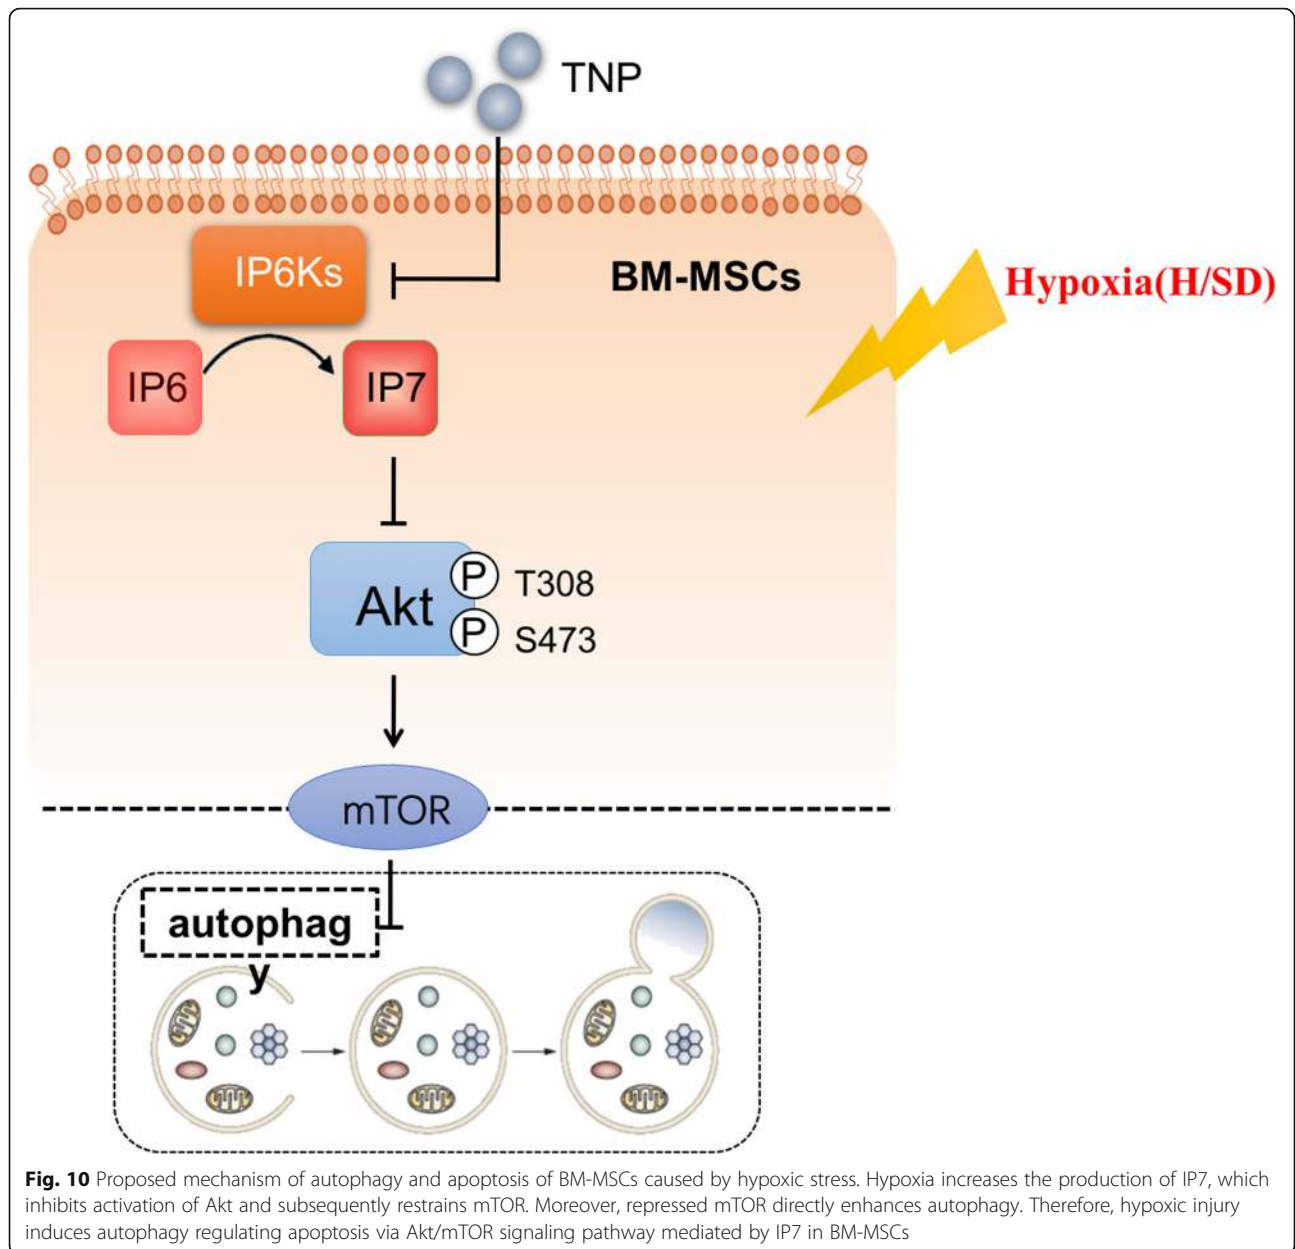 TNP
IP6Ks
BM-MSCs
Hypoxia(H/SD)
IP6
IP7
Akt
P
T308
P
S473
mTOR
autophag
y
Fig. 10 Proposed mechanism of autophagy and apoptosis of BM-MSCs caused by hypoxic stress. Hypoxia increases the production of IP7, which
inhibits activation of Akt and subsequently restrains mTOR. Moreover, repressed mTOR directly enhances autophagy. Therefore, hypoxic injury
induces autophagy regulating apoptosis via Akt/mTOR signaling pathway mediated by IP7 in BM-MSCs